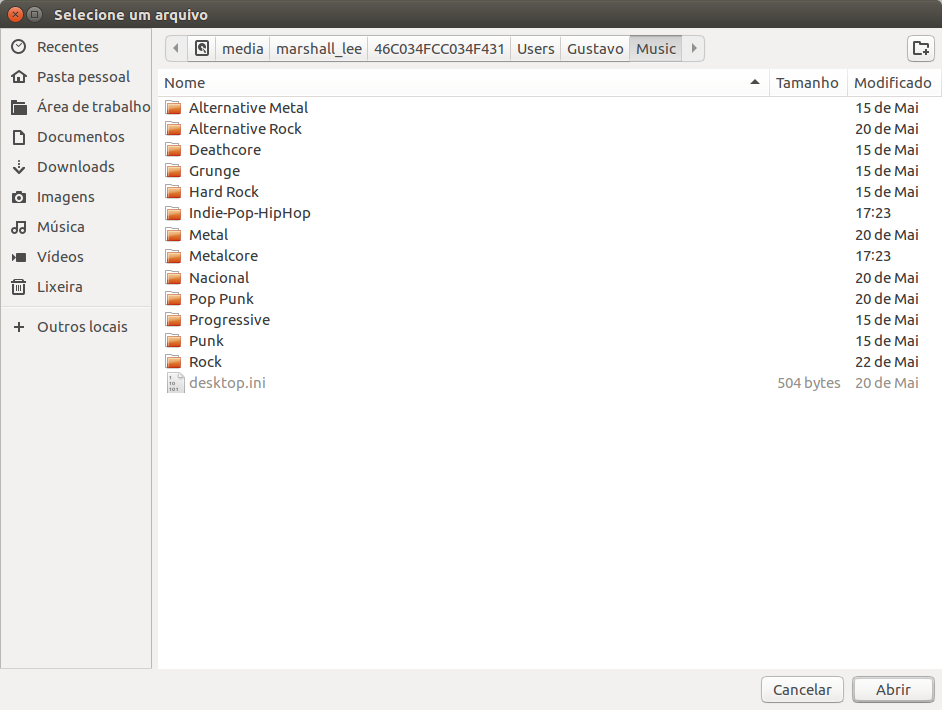 Selecione um arquivo
Recentes
Pasta pessoal
Área de trabalho
Documentos
Downloads
Imagens
Música
Vídeos
Lixeira
Outros locais
media marshall_lee 46C034FCC034F431 Users Gustavo Music
Nome Tamanho Modificado
Alternative Metal 15 de Mai
Alternative Rock 20 de Mai
Deathcore 15 de Mai
Grunge 15 de Mai
Hard Rock 15 de Mai
Indie-Pop-HipHop 17:23
Metal 20 de Mai
Metalcore 17:23
Nacional 20 de Mai
Pop Punk 20 de Mai
Progressive 15 de Mai
Punk 15 de Mai
Rock 22 de Mai
desktop.ini 504 bytes 20 de Mai
Cancelar Abrir